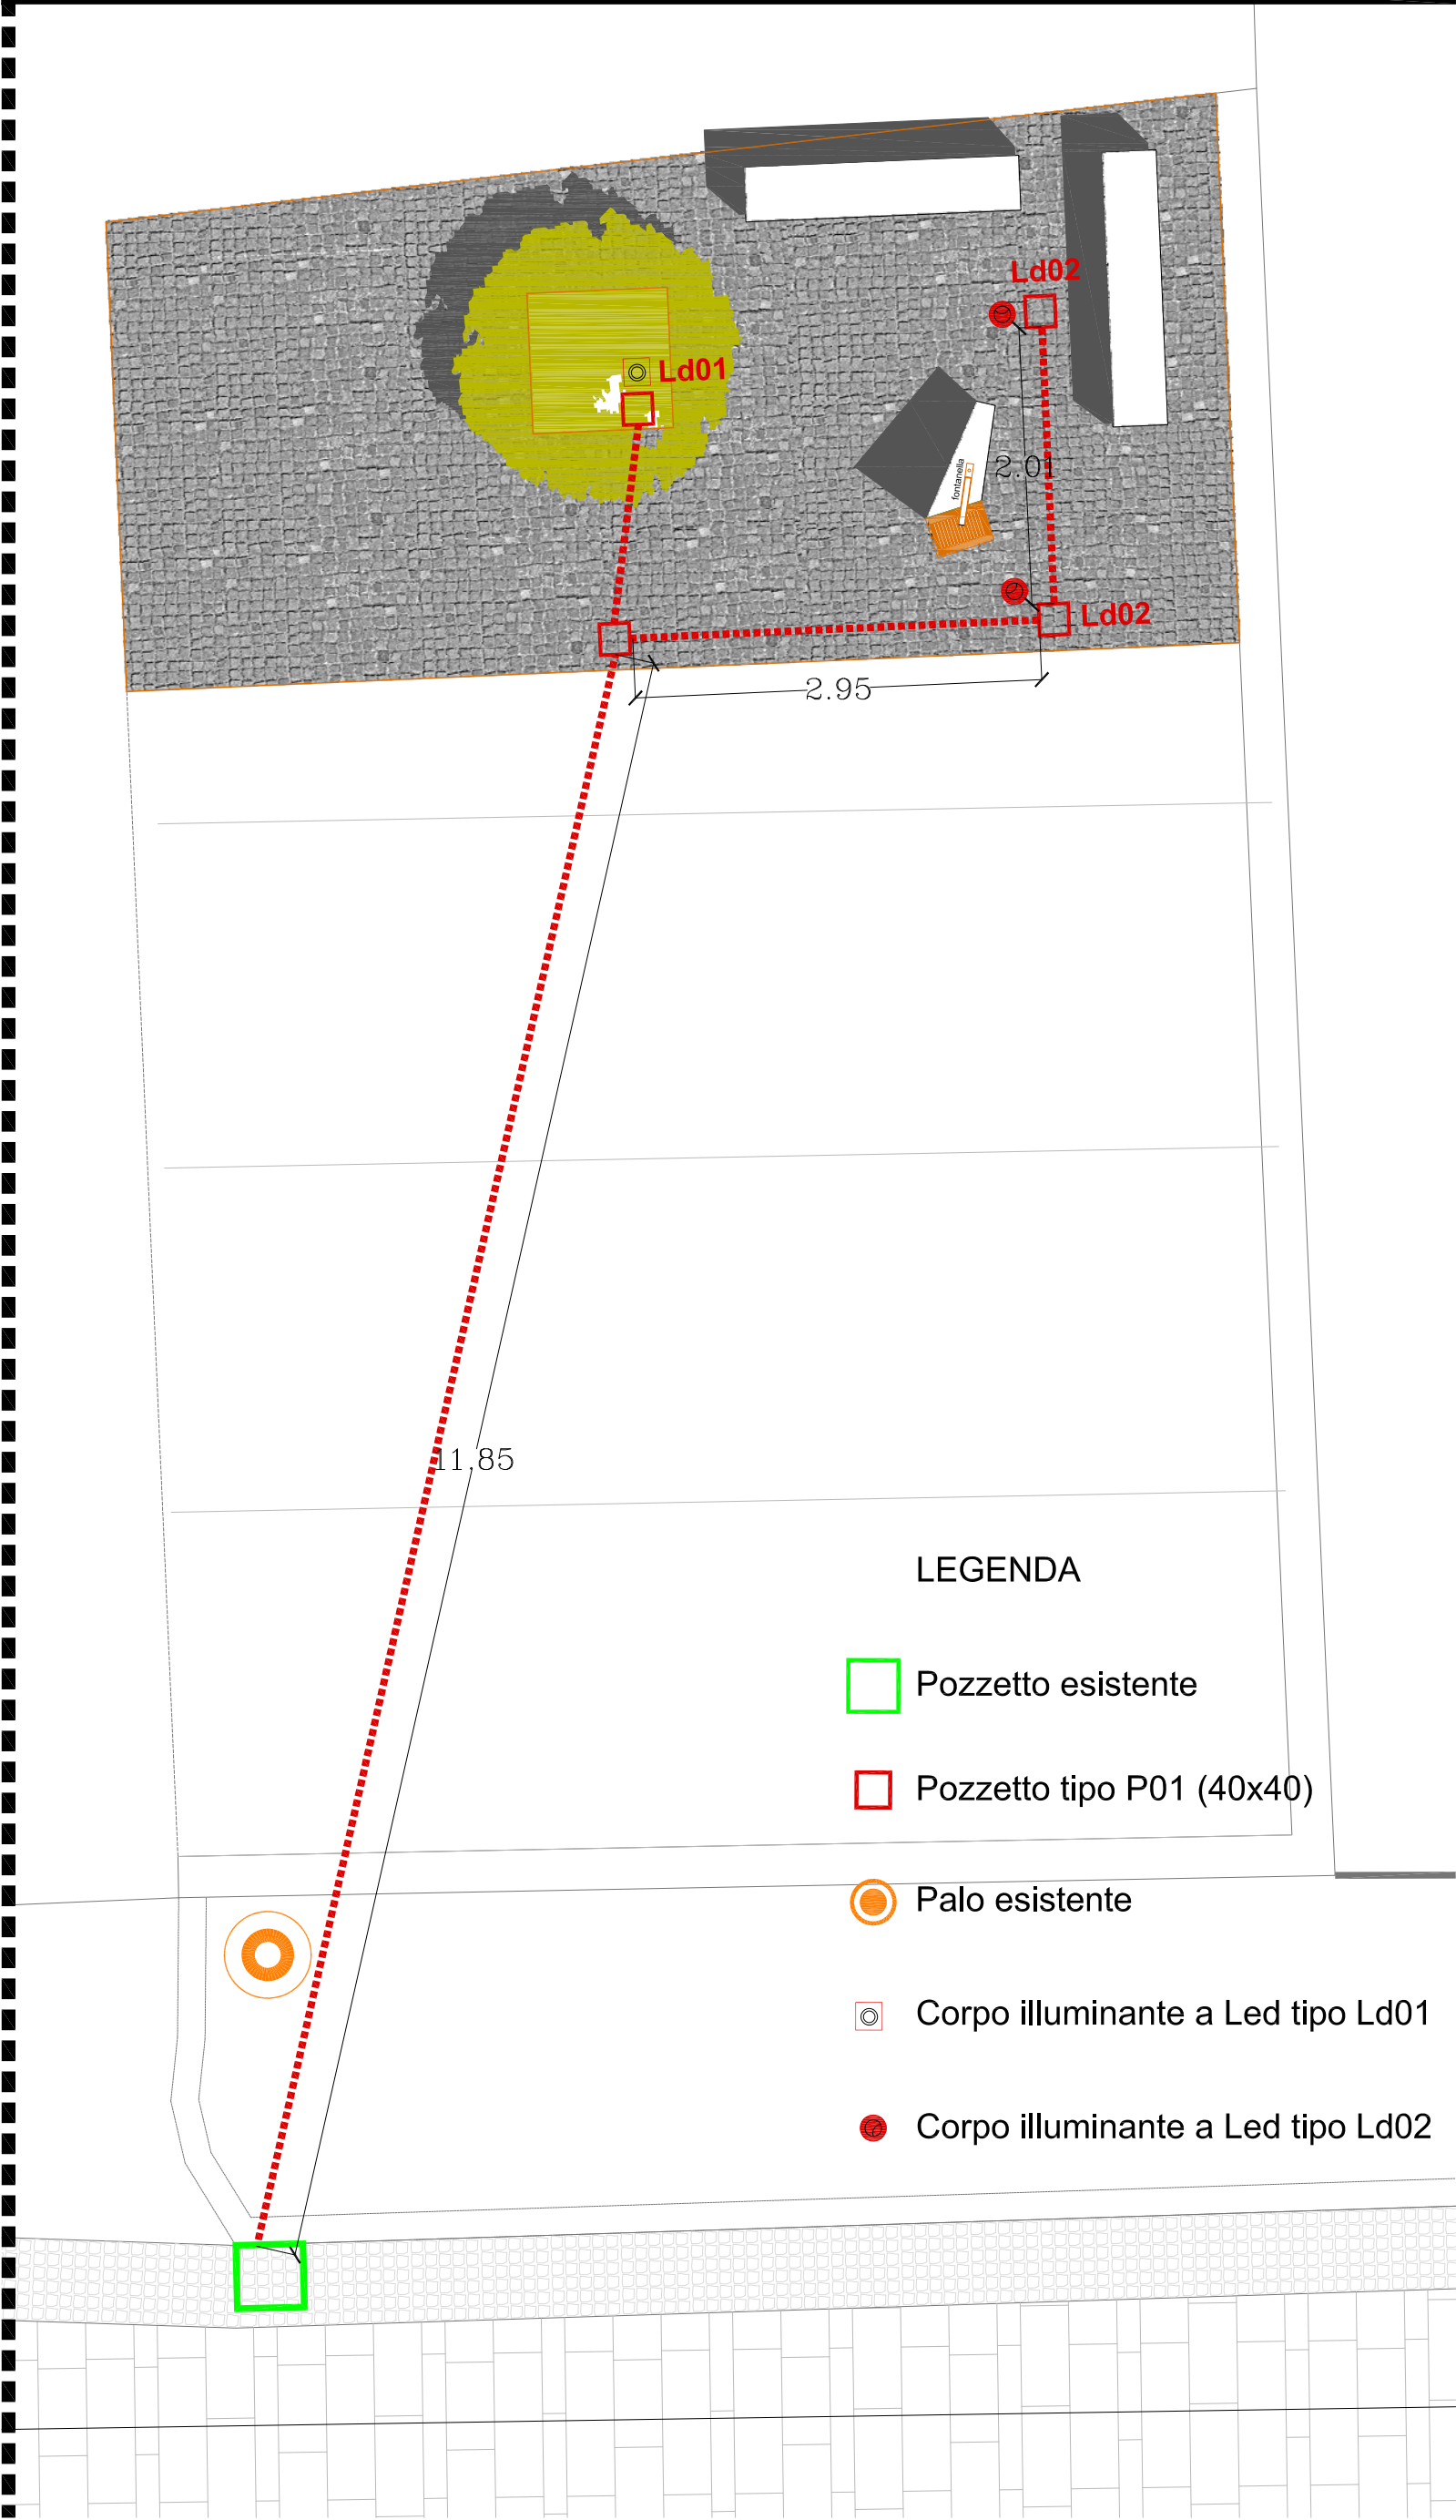 Ld02
Ld01
fontanella
2.01
Ld02
2.95
11.85
LEGENDA
Pozzetto esistente
Pozzetto tipo P01 (40x40)
Palo esistente
Corpo illuminante a Led tipo Ld01
Corpo illuminante a Led tipo Ld02